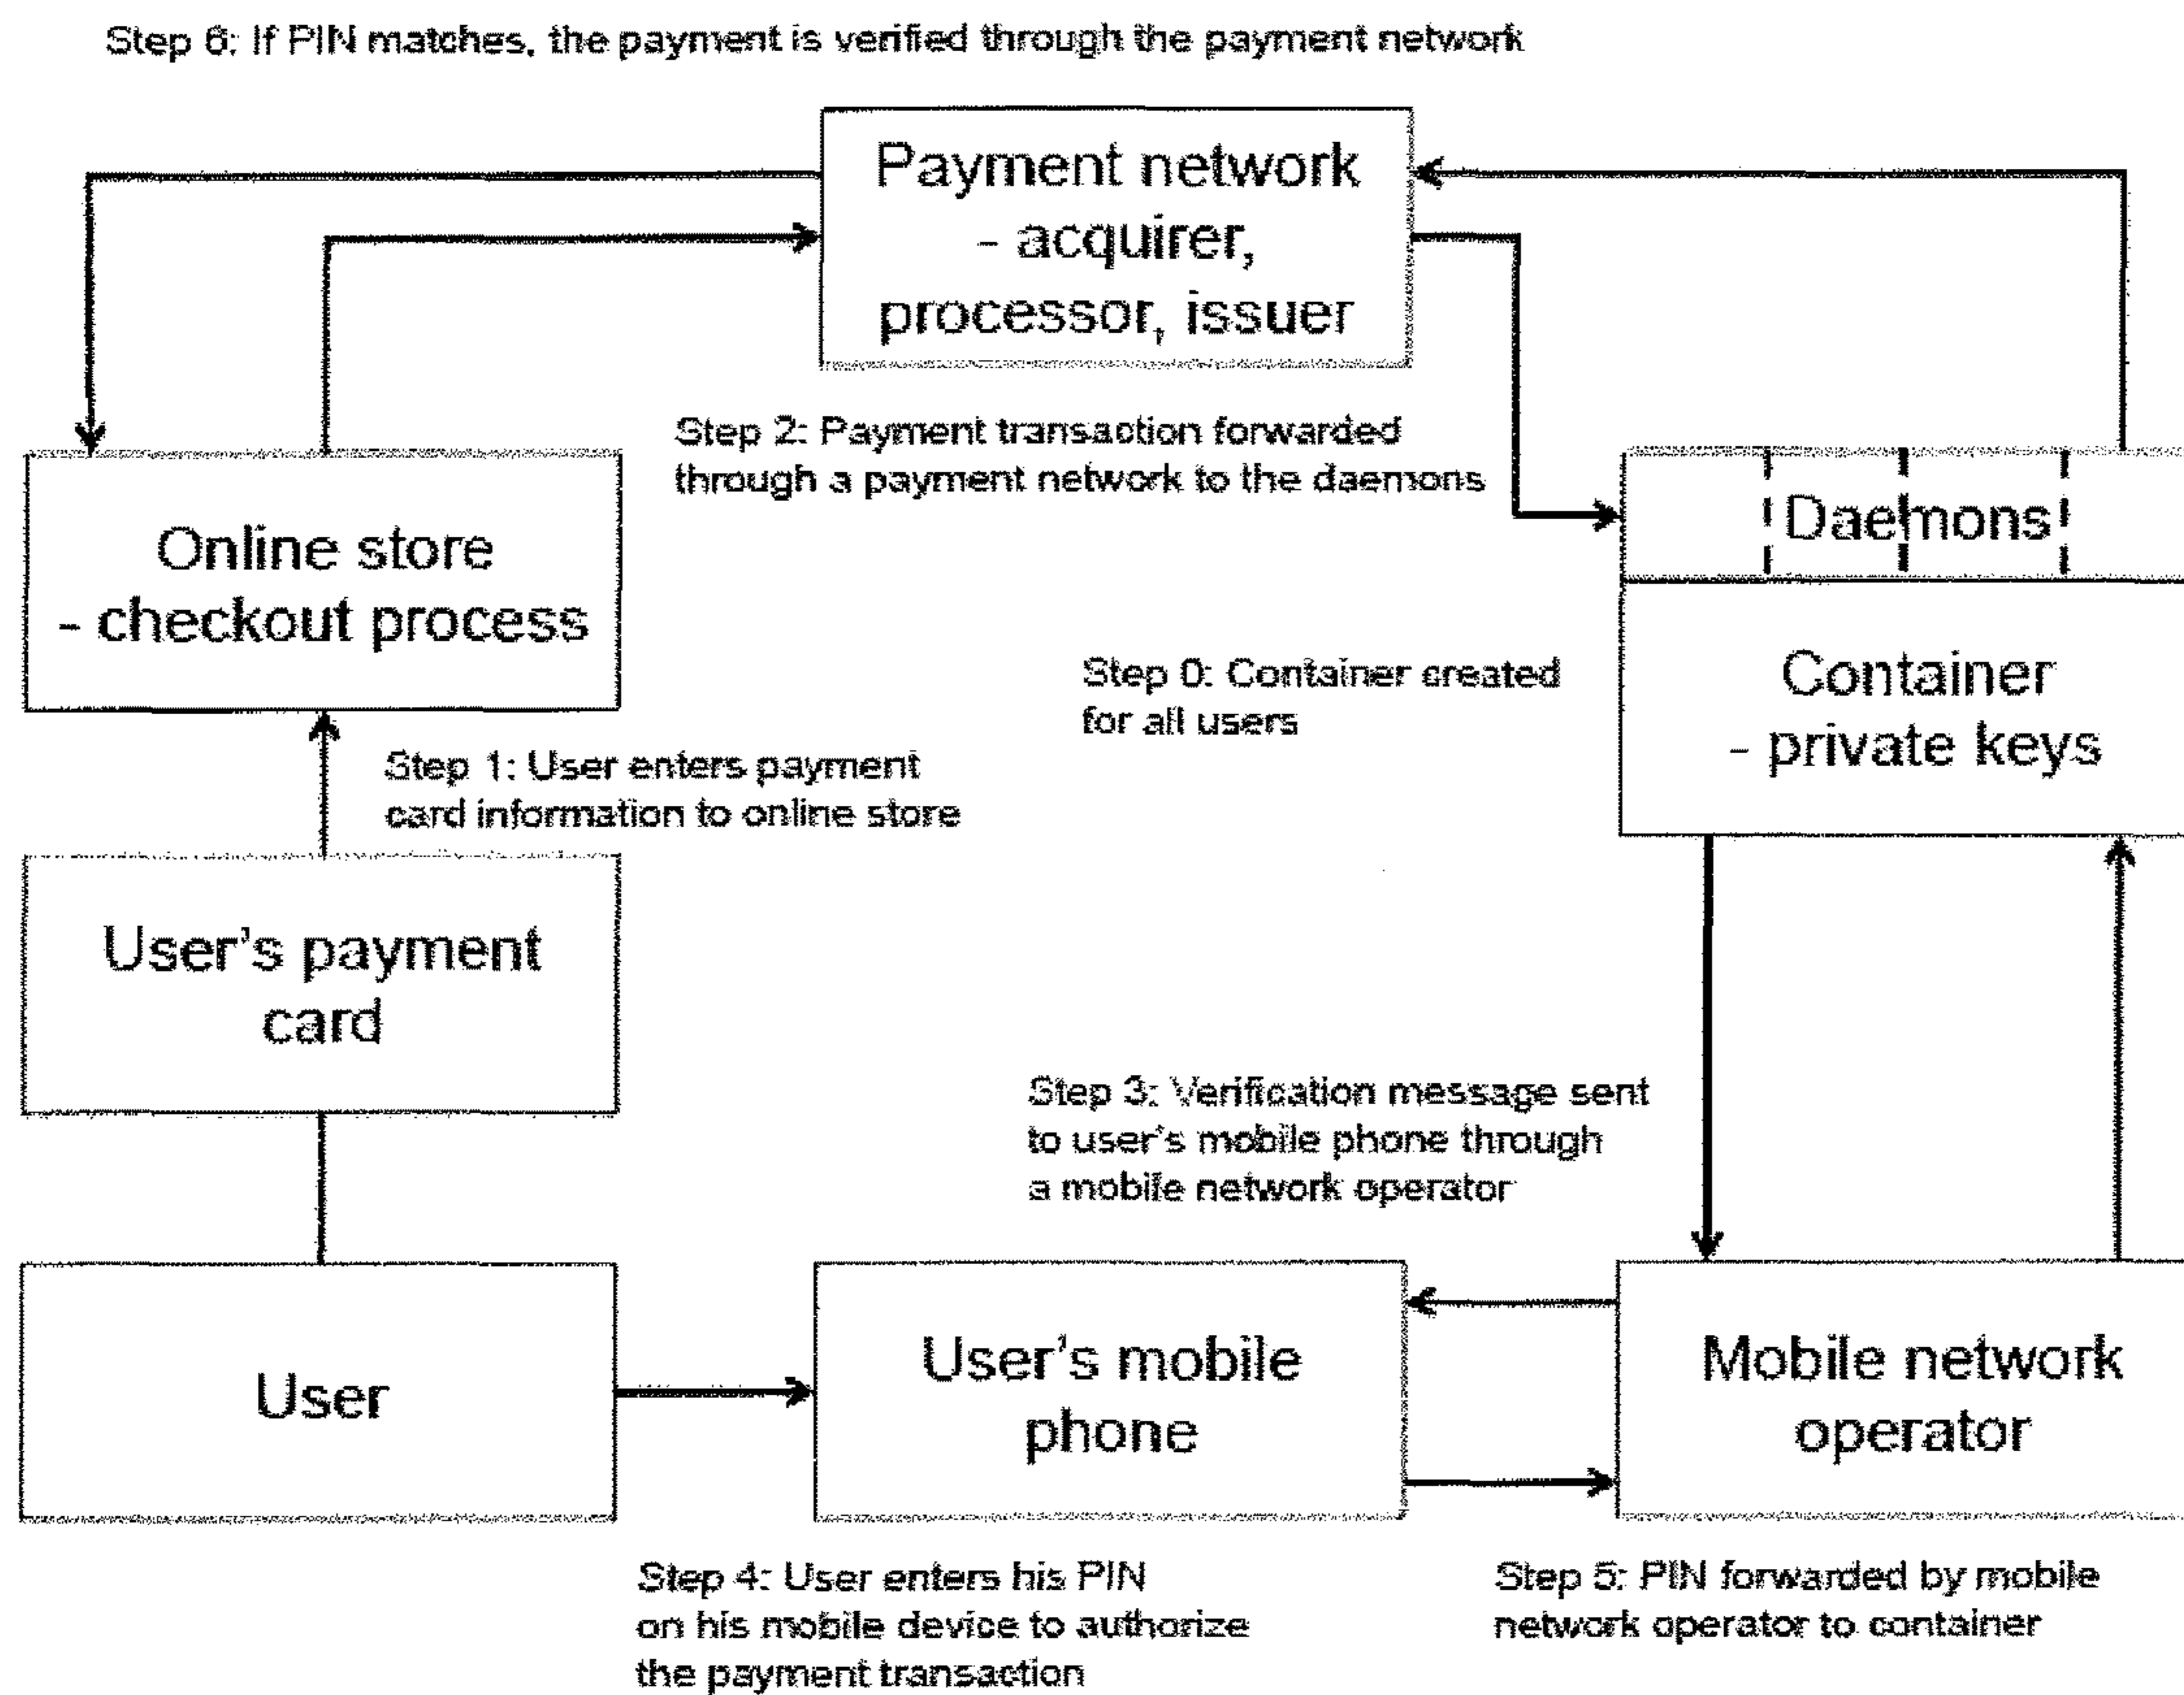 Step 6: If PIN matches, the payment is verified through the payment network
Payment network
- acquirer,
processor, issuer
Step 2: Payment transaction forwarded
through a payment network to the daemons
Daemons
Online store
- checkout process
Step 0: Container created
for all users
Container
- private keys
Step 1: User enters payment
card information to online store
User's payment
card
Step 3: Verification message sent
to user's mobile phone through
a mobile network operator
User
User's mobile
phone
Mobile network
operator
Step 4: User enters his PIN
on his mobile device to authorize
the payment transaction
Step 5: PIN forwarded by mobile
network operator to container